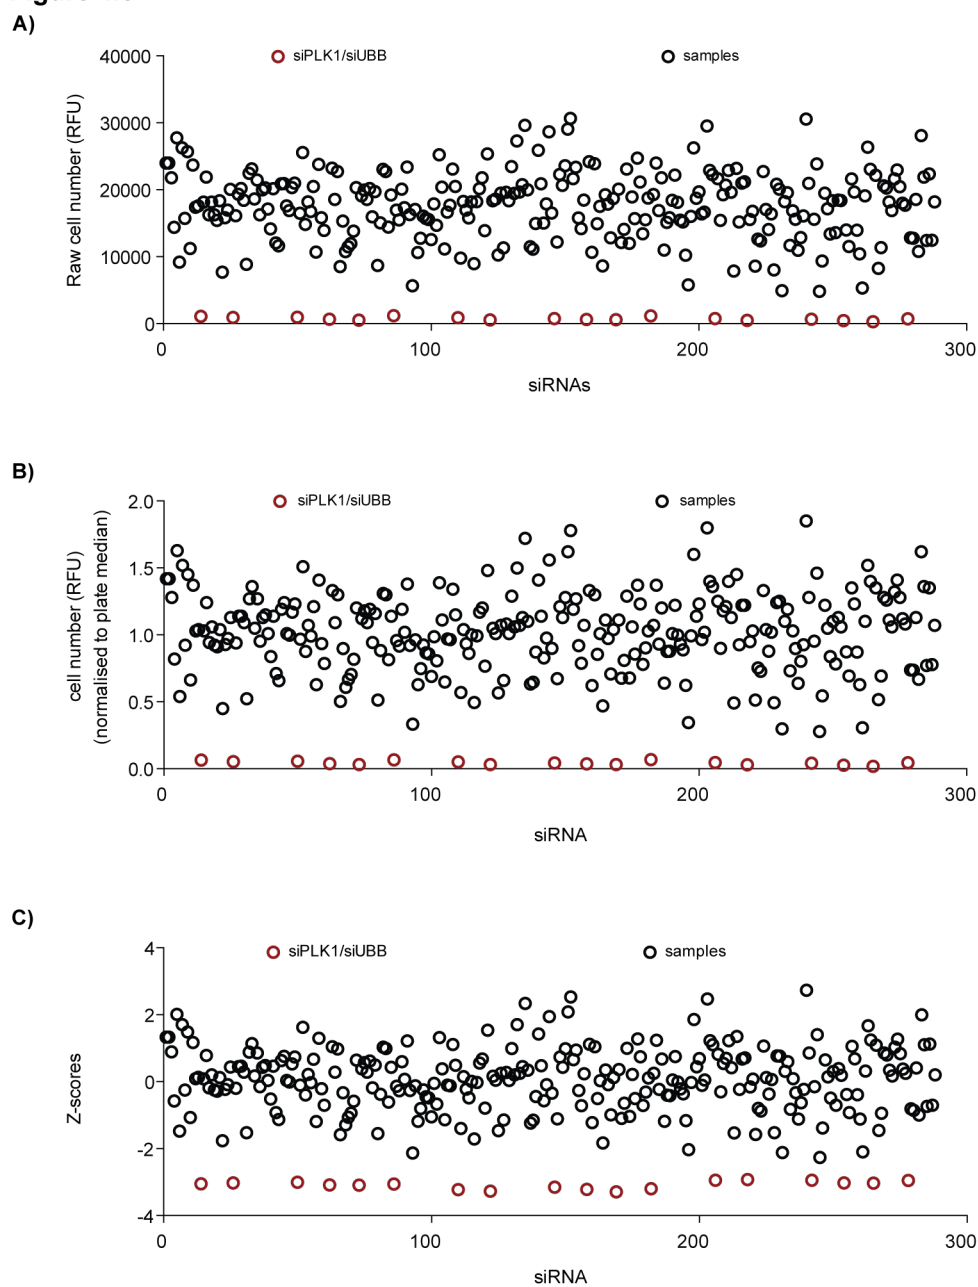 A)
siPLK1/siUBB
samples
40000
30000
20000
10000
0
Raw cell number (RFU)
0
100
200
300
siRNAs
B)
siPLK1/siUBB
samples
2.0
1.5
1.0
0.5
0.0
cell number (RFU)
(normalised to plate median)
0
100
200
300
siRNA
C)
siPLK1/siUBB
samples
4
2
0
-2
-4
Z-scores
0
100
200
300
siRNA